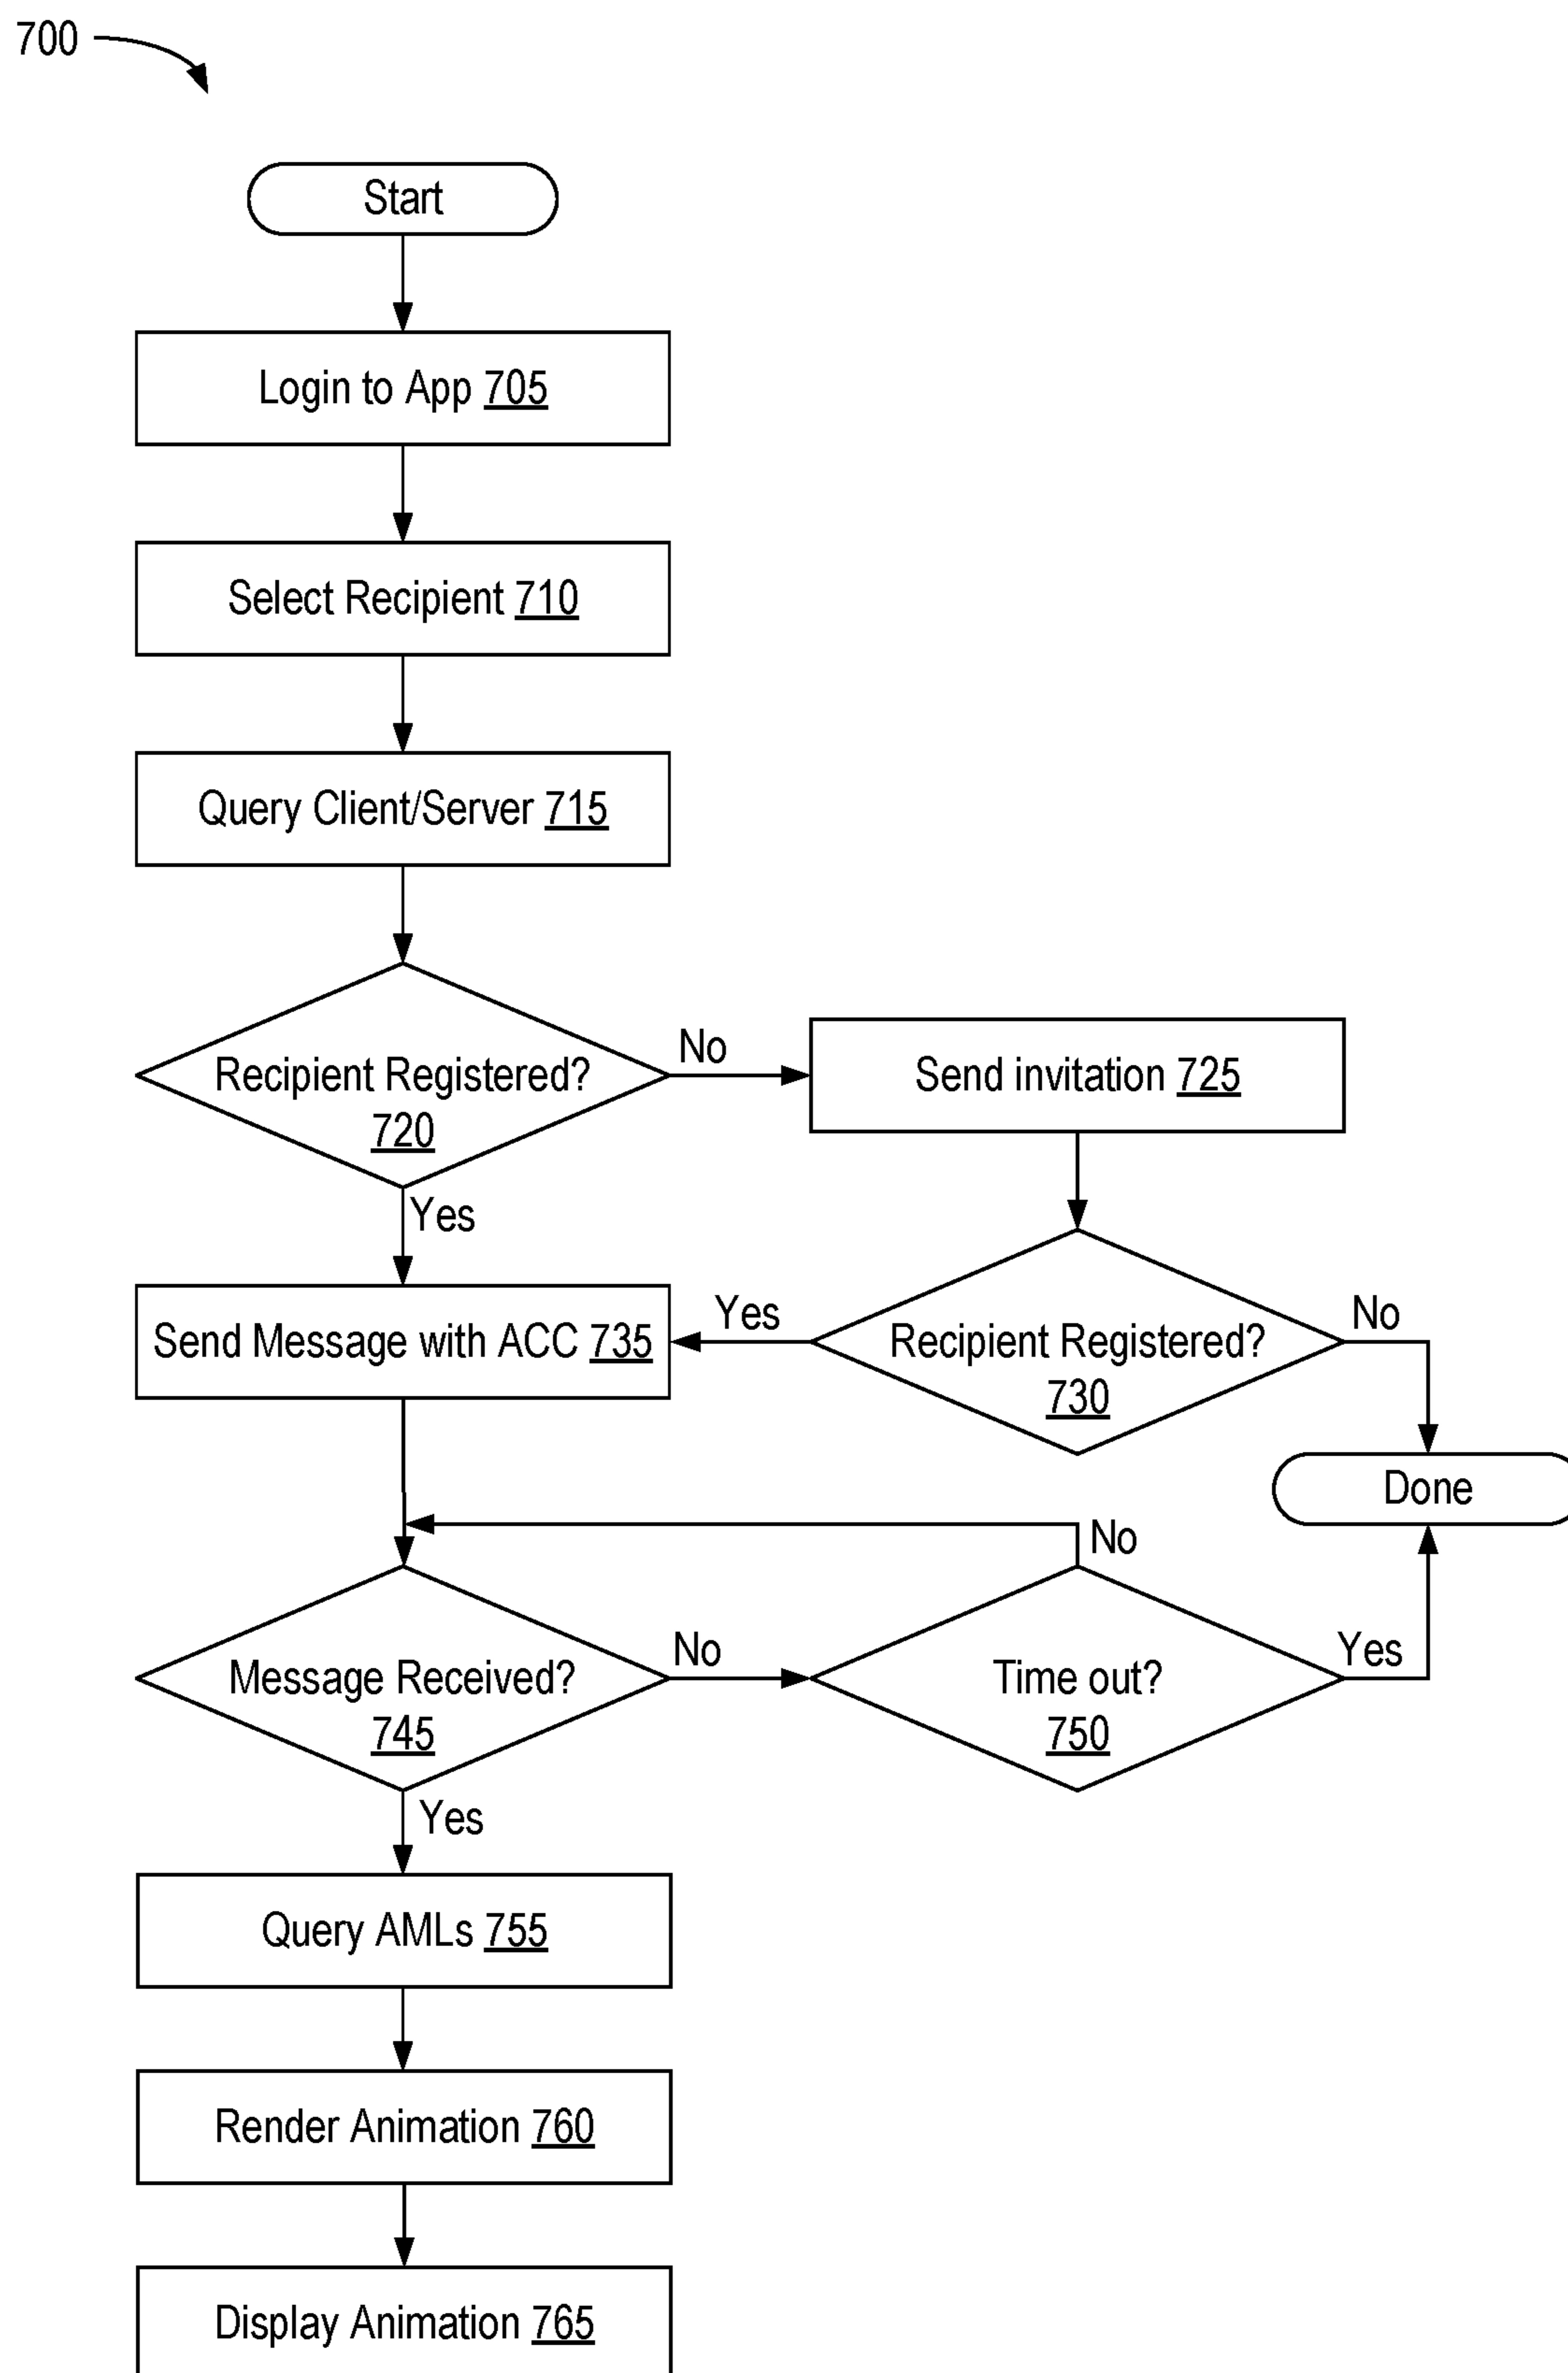 700
Start
Login to App 705
Select Recipient 710
Query Client/Server 715
Recipient Registered?
720
No
Send invitation 725
Yes
Send Message with ACC 735
Yes
Recipient Registered?
730
No
Done
No
Message Received?
745
No
Time out?
750
Yes
Yes
Query AMLs 755
Render Animation 760
Display Animation 765